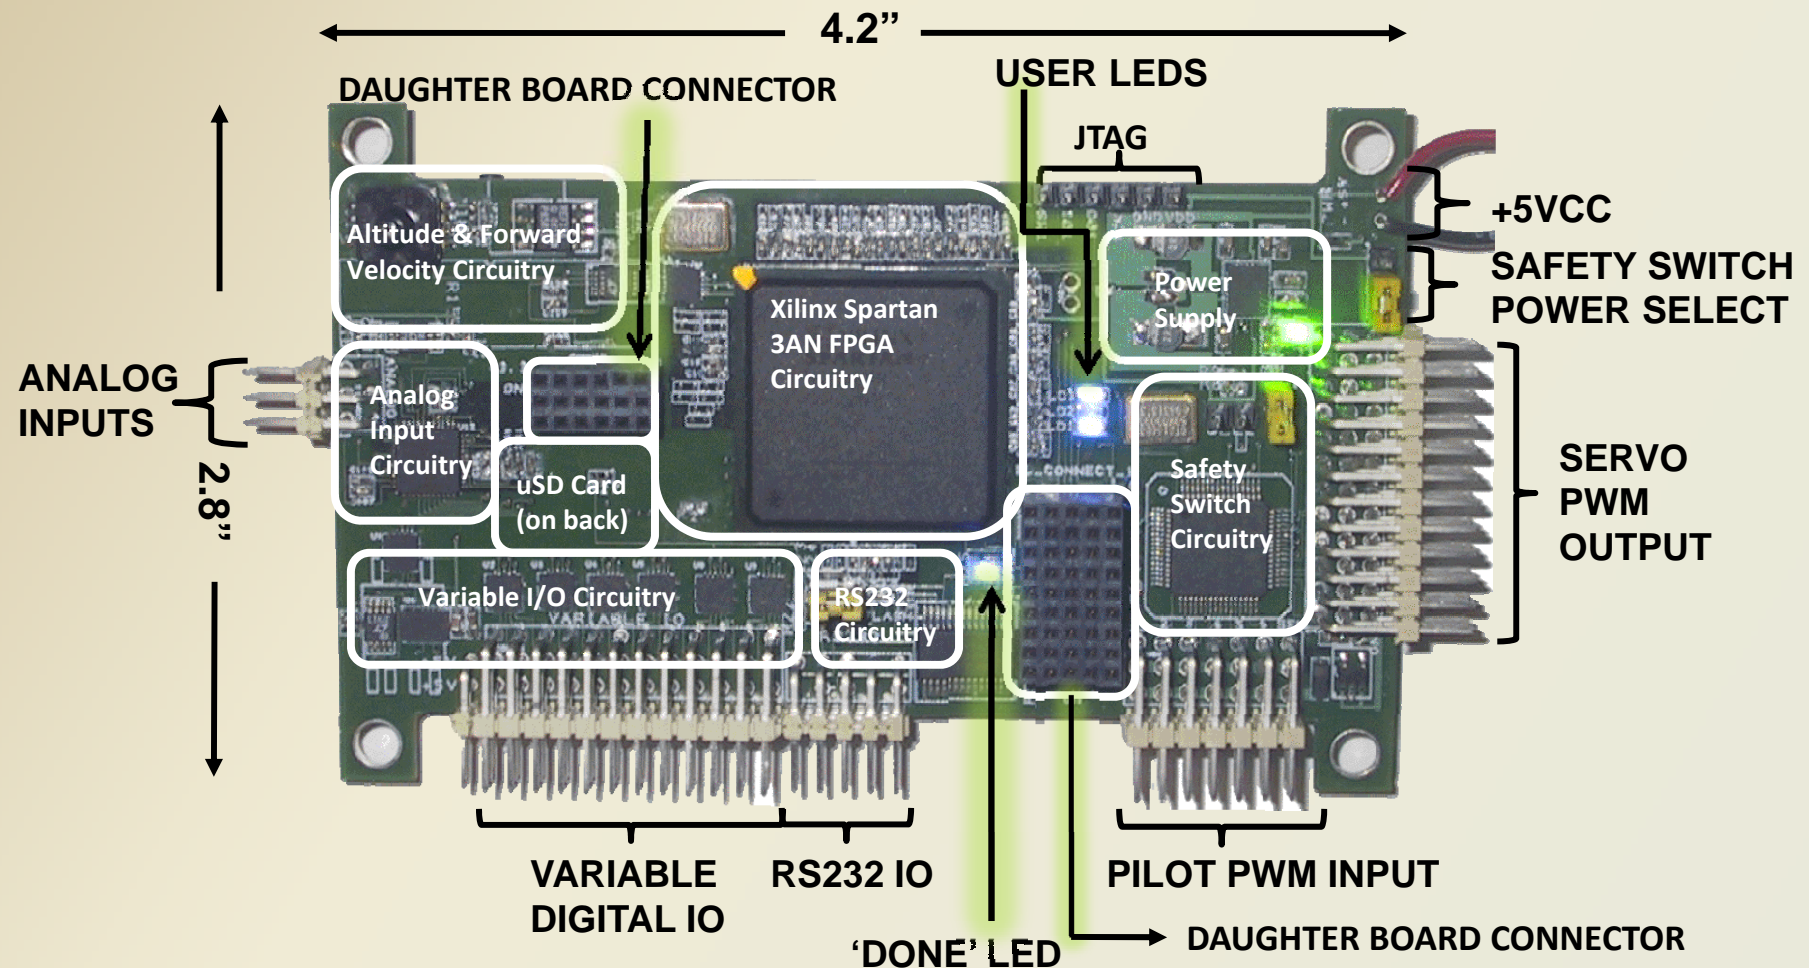 4.2”
DAUGHTER BOARD CONNECTOR
USER LEDS
JTAG
+5VCC
SAFETY SWITCH
POWER SELECT
Altitude & Forward
Velocity Circuitry
Xilinx Spartan
3AN FPGA
Circuitry
Power
Supply
ANALOG
INPUTS
Analog
Input
Circuitry
2.8”
uSD Card
(on back)
Safety
Switch
Circuitry
SERVO
PWM
OUTPUT
Variable I/O Circuitry
VARIABLE IO
RS232
Circuitry
VARIABLE
DIGITAL IO
RS232 IO
PILOT PWM INPUT
‘DONE’ LED
DAUGHTER BOARD CONNECTOR